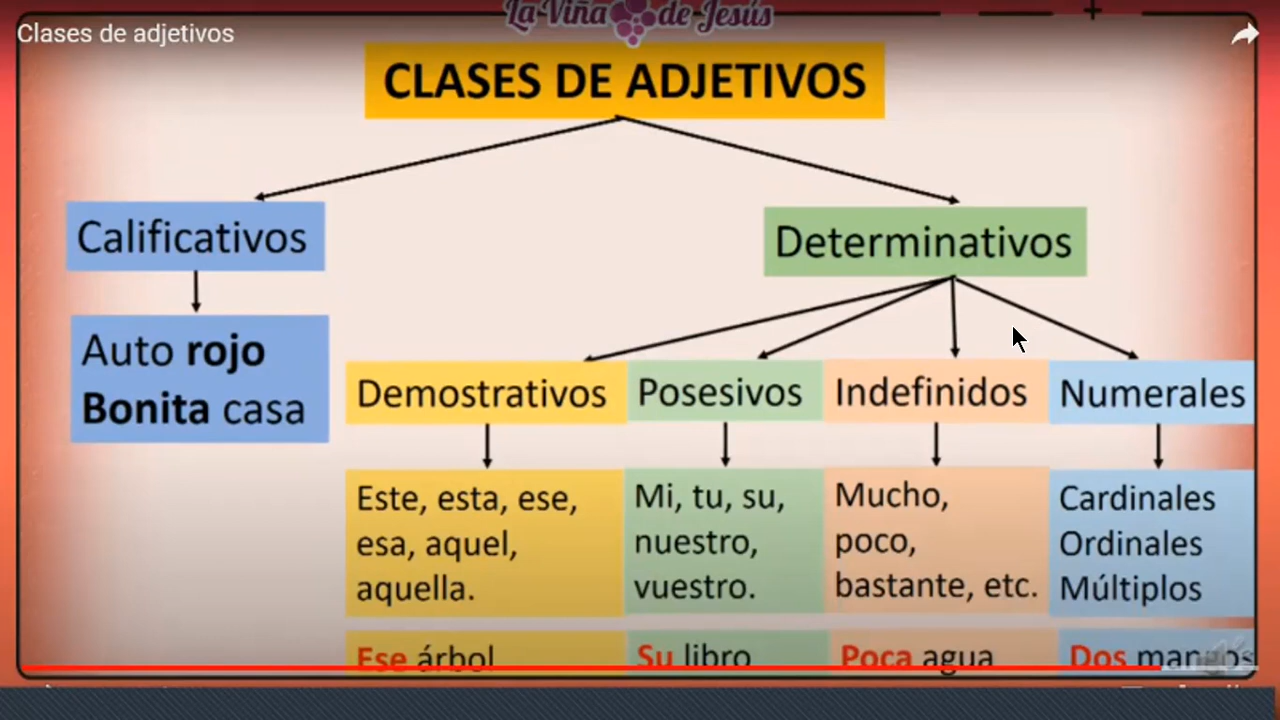 La Viña de Jesús
Clases de adjetivos
CLASES DE ADJETIVOS
Calificativos
Determinativos
Auto rojo
Bonita casa
Demostrativos
Posesivos
Indefinidos
Numerales
Este, esta, ese,
esa, aquel,
aquella.
Mi, tu, su,
nuestro,
vuestro.
Mucho,
poco,
bastante, etc.
Cardinales
Ordinales
Múltiplos
Ese árbol
Su libro
Poca agua
Dos mangos